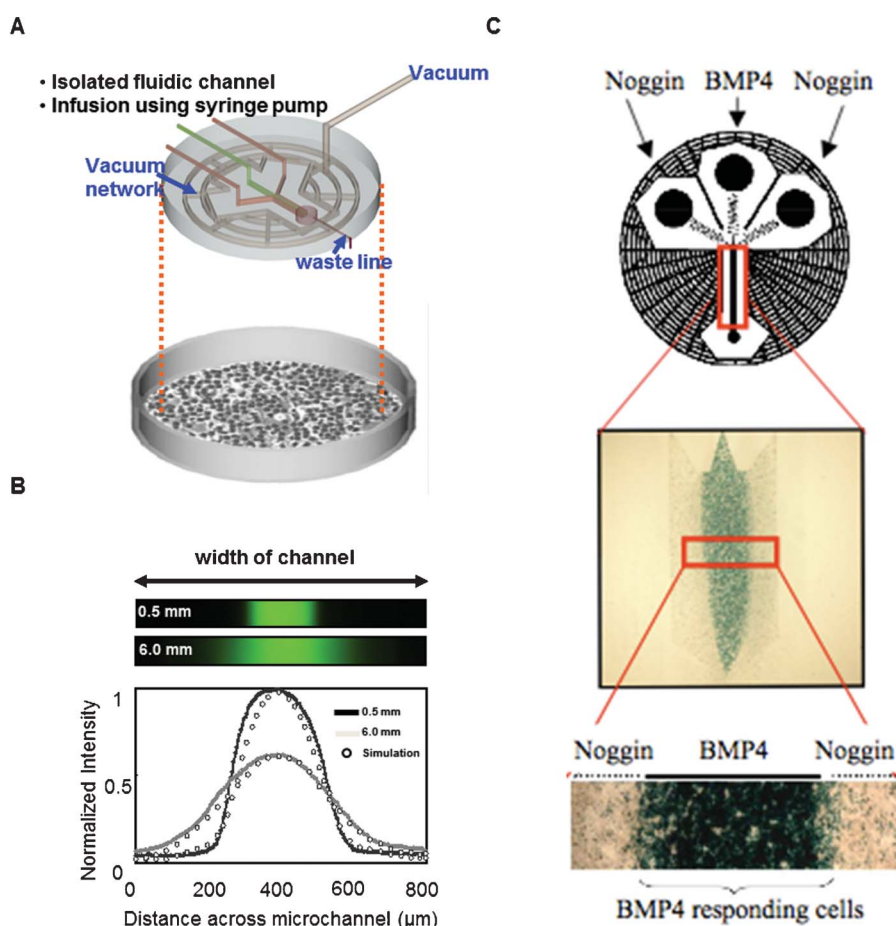 A
• Isolated fluidic channel
• Infusion using syringe pump
Vacuum
Vacuum
network
waste line
B
width of channel
0.5 mm
6.0 mm
1
0.5
0
Normalized Intensity
0.5 mm
6.0 mm
Simulation
0 200 400 600 800
Distance across microchannel (μm)
C
Noggin BMP4 Noggin
Noggin BMP4 Noggin
BMP4 responding cells